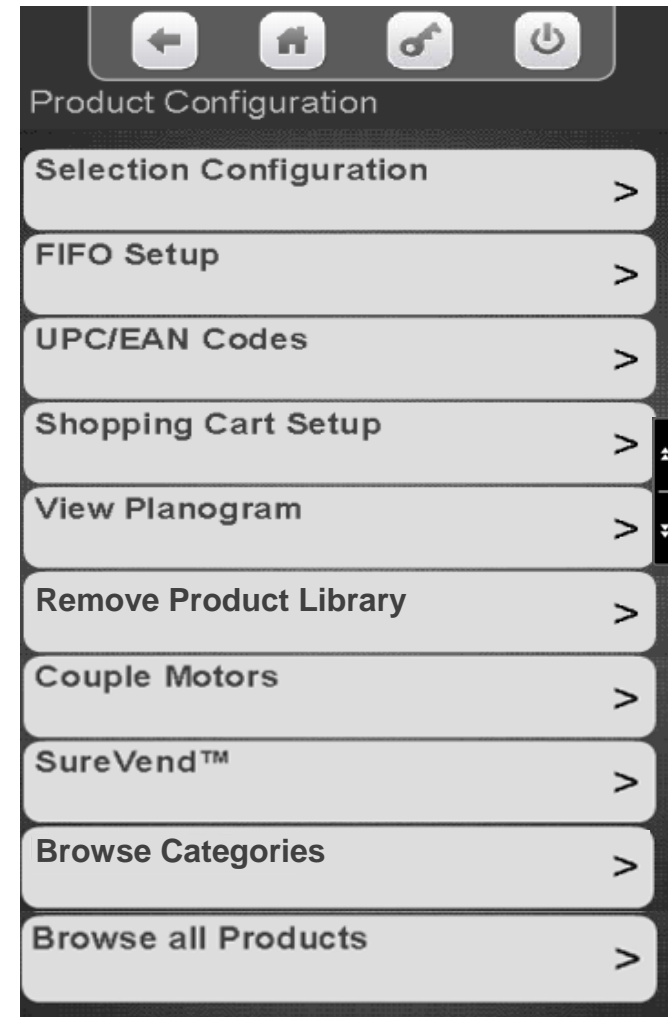 Product Configuration
Selection Configuration
>
FIFO Setup
>
UPC/EAN Codes
>
Shopping Cart Setup
>
View Planogram
>
Remove Product Library
>
Couple Motors
>
SureVend™
>
Browse Categories
>
Browse all Products
>